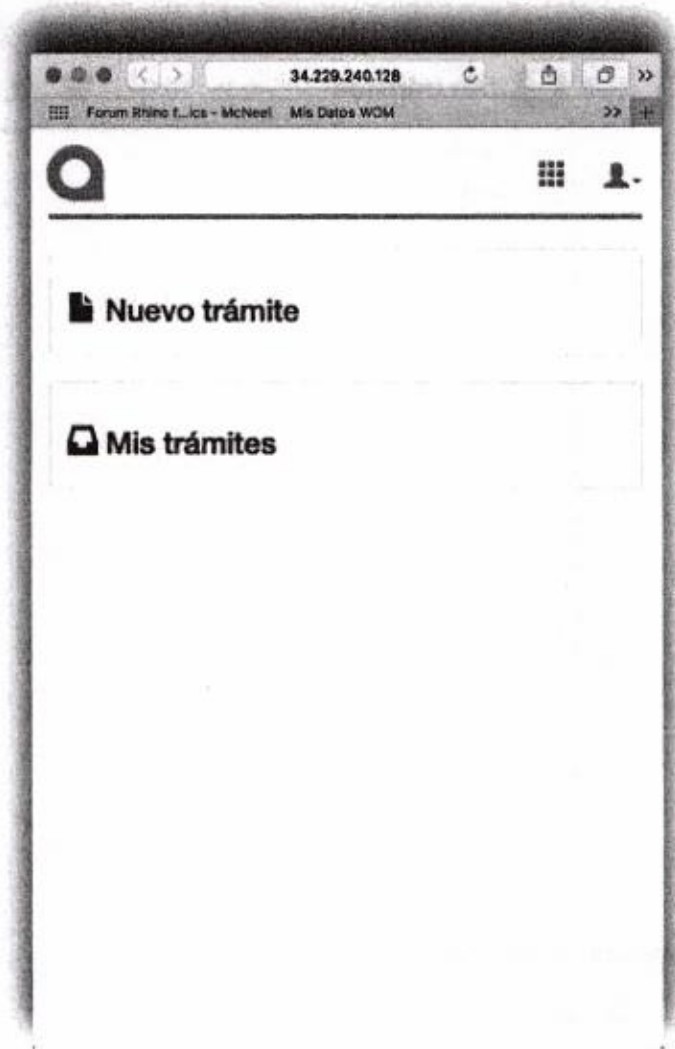 34.229.240.128
Forum Rhino f...ics - McNeel Mis Datos WOM
Nuevo trámite
Mis trámites